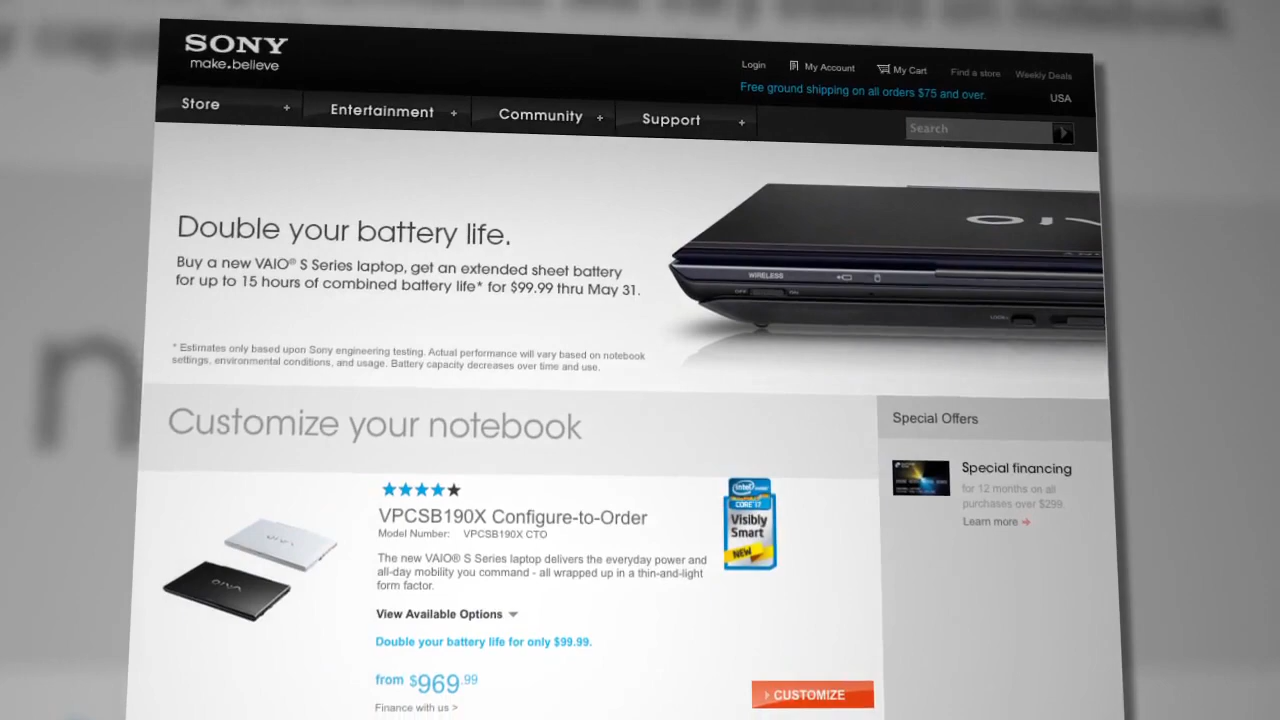 SONY
make.believe
Login
My Account
My Cart
Find a store
Weekly Deals
Free ground shipping on all orders $75 and over.
USA
Store +
Entertainment +
Community +
Support +
Search
Double your battery life.
Buy a new VAIO® S Series laptop, get an extended sheet battery
for up to 15 hours of combined battery life* for $99.99 thru May 31.
WIRELESS
OFF
* Estimates only based upon Sony engineering testing. Actual performance will vary based on notebook
settings, environmental conditions, and usage. Battery capacity decreases over time and use.
Customize your notebook
Special Offers
Special financing
for 12 months on all
purchases over $299.
Learn more
VPCSB190X Configure-to-Order
Model Number: VPCSB190X CTO
The new VAIO® S Series laptop delivers the everyday power and
all-day mobility you command - all wrapped up in a thin-and-light
form factor.
View Available Options
Double your battery life for only $99.99.
from $969.99
Finance with us >
intel
CORE i7
Visibly
Smart
NEW
VAIO
VAIO
CUSTOMIZE